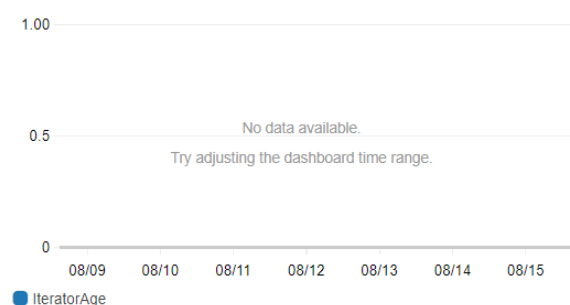 1.00
No data available.
0.5
Try adjusting the dashboard time range.
0
08/09 08/10 08/11 08/12 08/13 08/14 08/15
IteratorAge